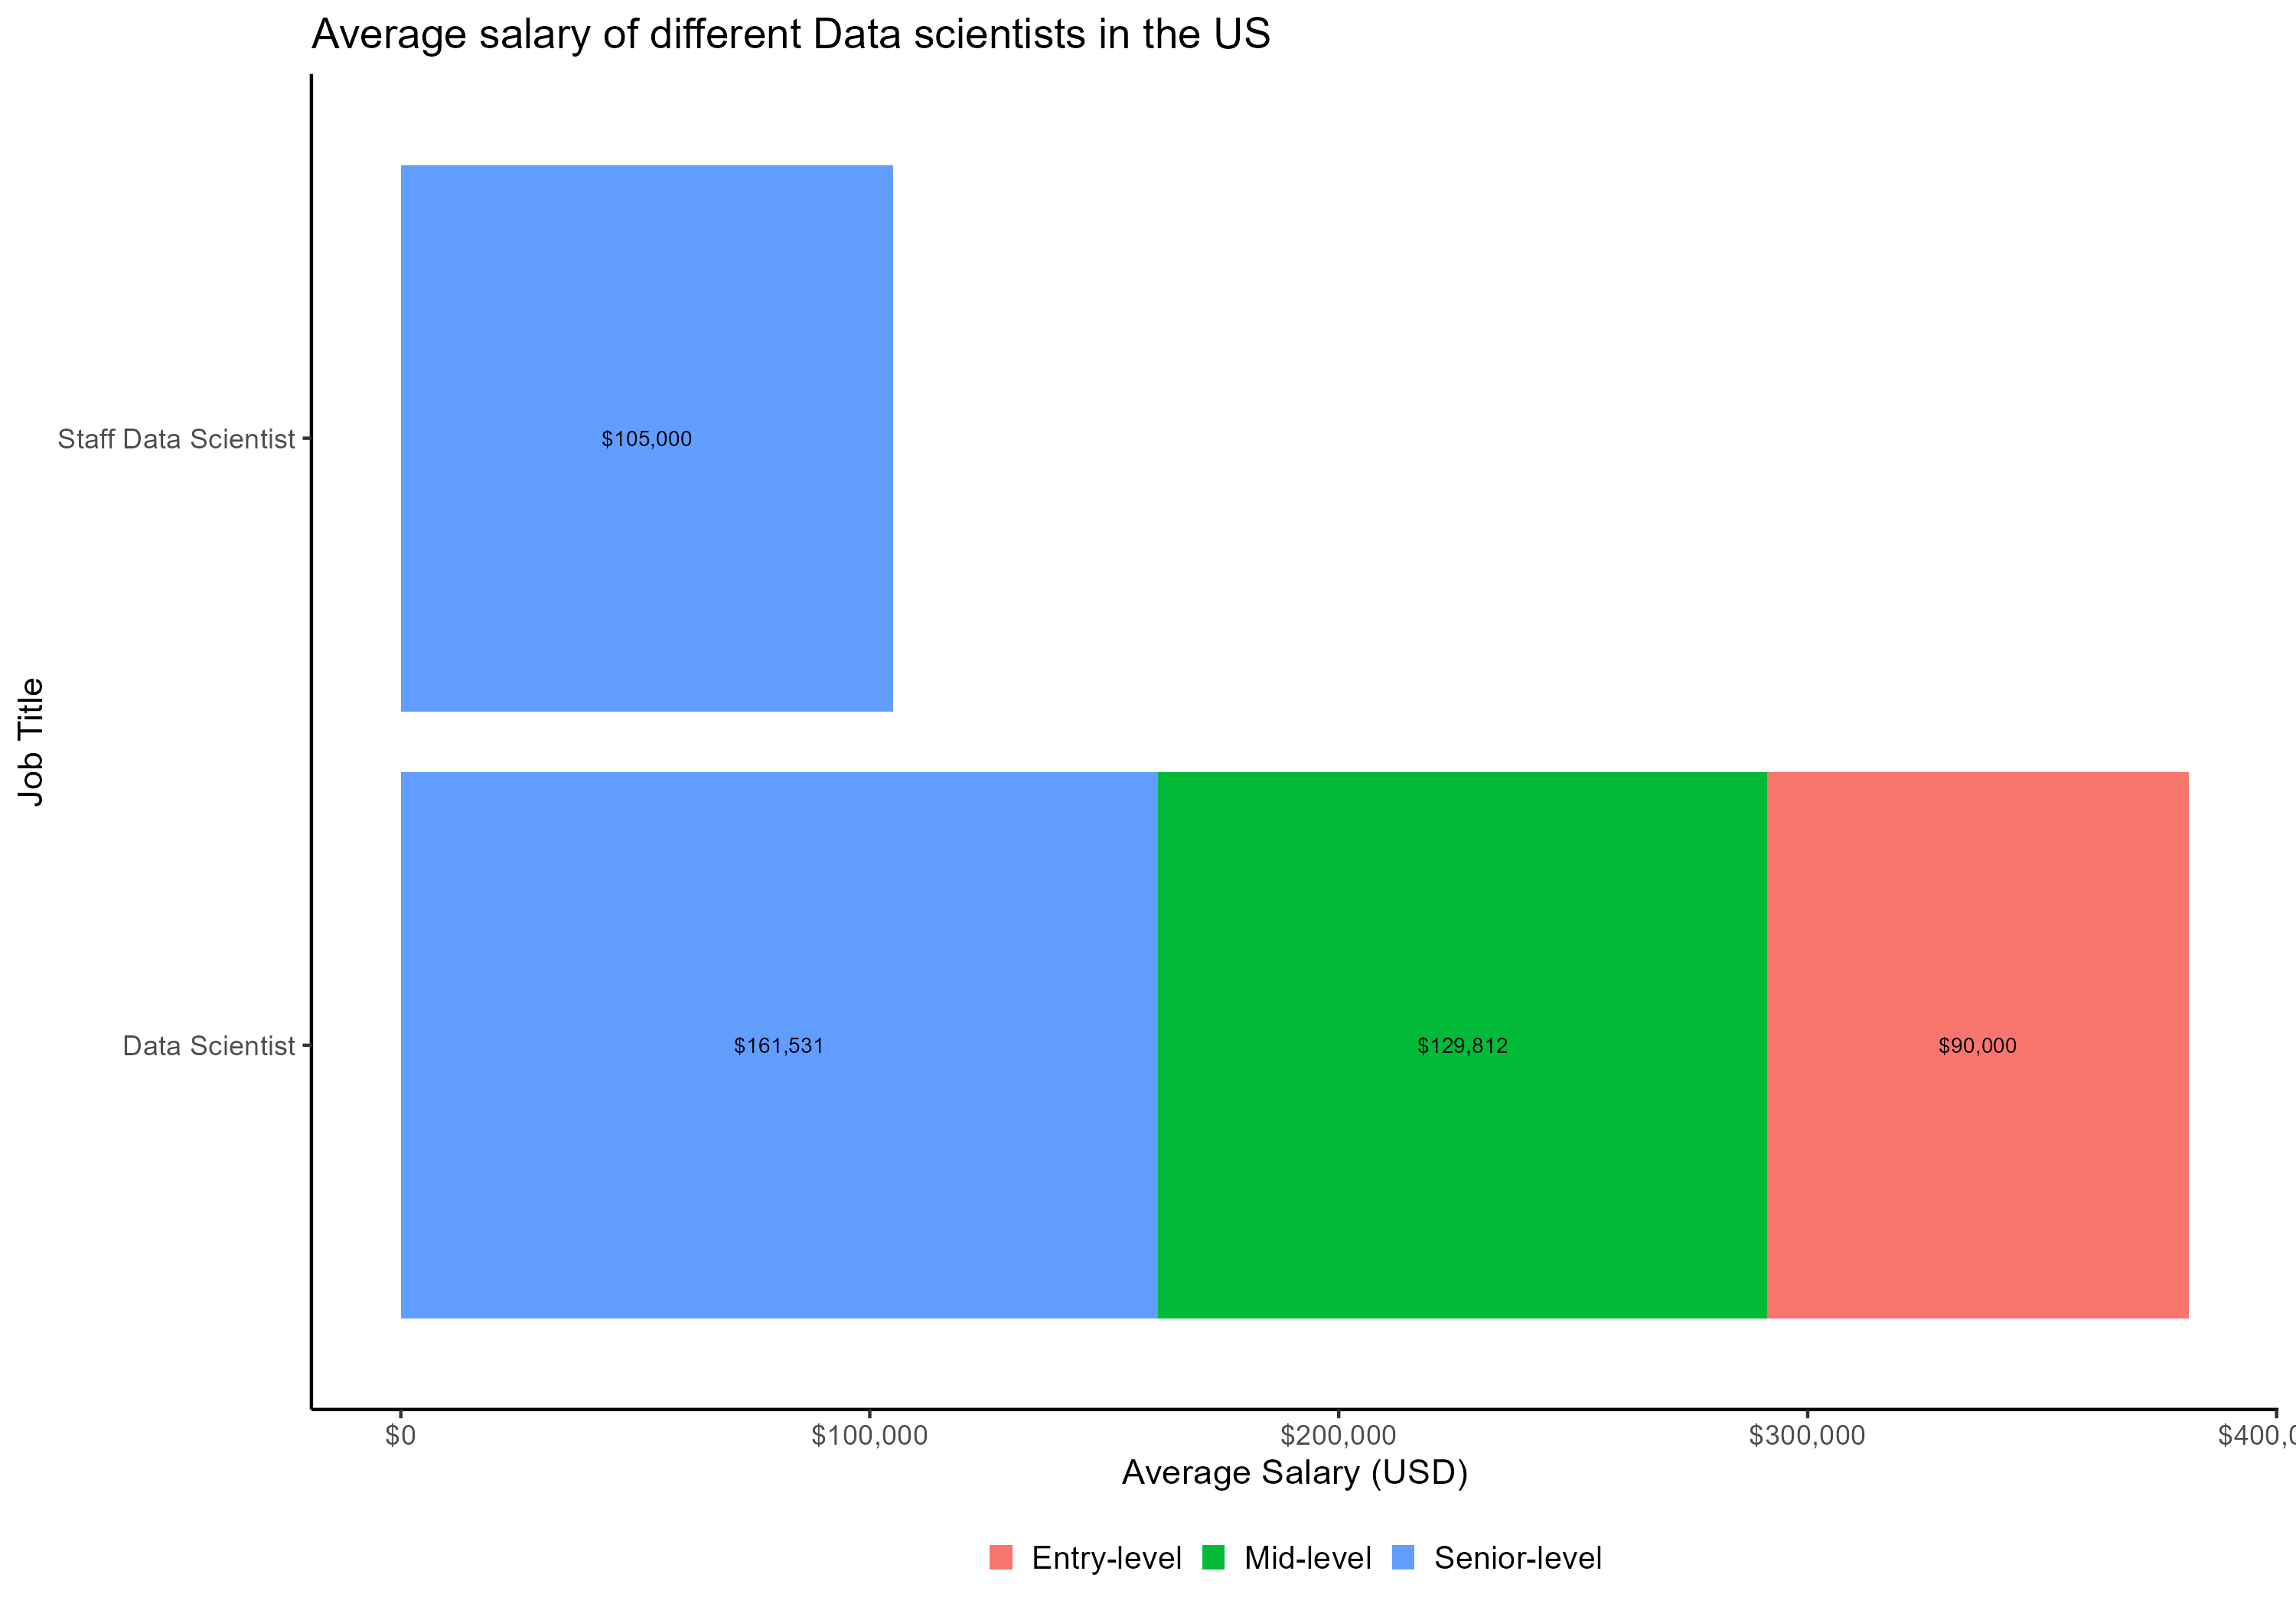 Average salary of different Data scientists in the US
Job Title
Staff Data Scientist
$105,000
Data Scientist
$161,531 $129,812 $90,000
$0 $100,000 $200,000 $300,000 $400,0
Average Salary (USD)
Entry-level Mid-level Senior-level